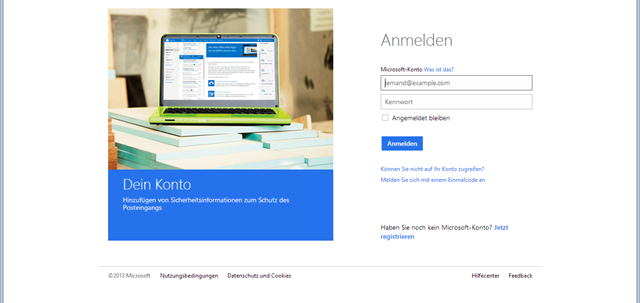 Anmelden
Microsoft-Konto Was ist das?
jemand@example.com
Kennwort
Angemeldet bleiben
Anmelden
Können Sie nicht auf Ihr Konto zugreifen?
Melden Sie sich mit einem Einmalcode an
Dein Konto
Hinzufügen von Sicherheitsinformationen zum Schutz des
Posteingangs
Haben Sie noch kein Microsoft-Konto? Jetzt
registrieren
©2013 Microsoft Nutzungsbedingungen Datenschutz und Cookies Hilfecenter Feedback